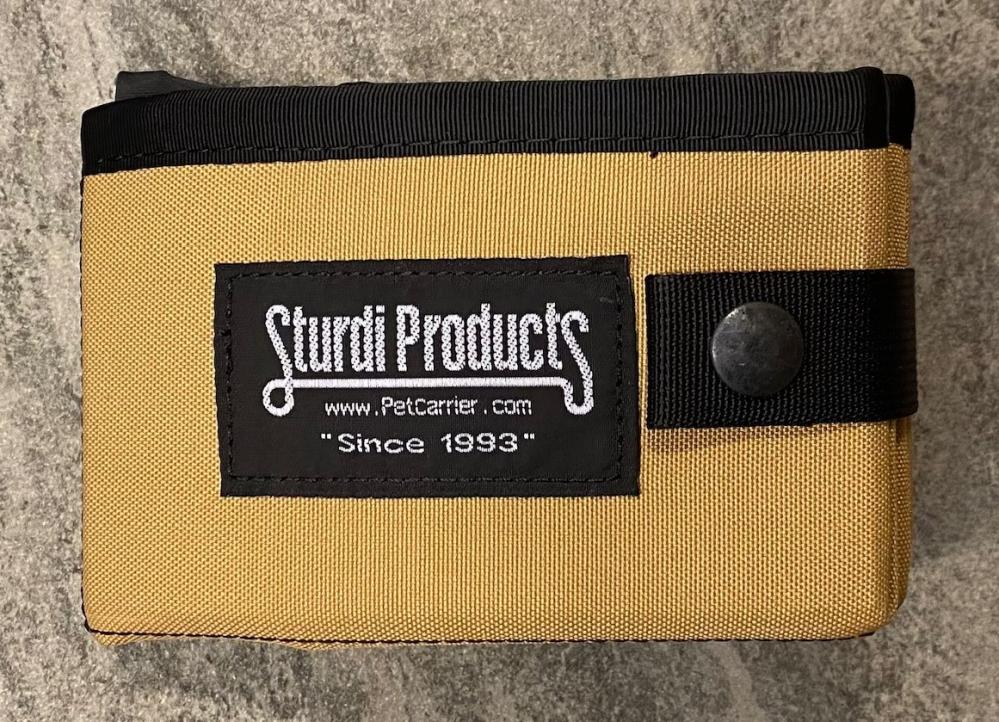 Sturdi Products
www.PetCarrier.com
"Since 1993"